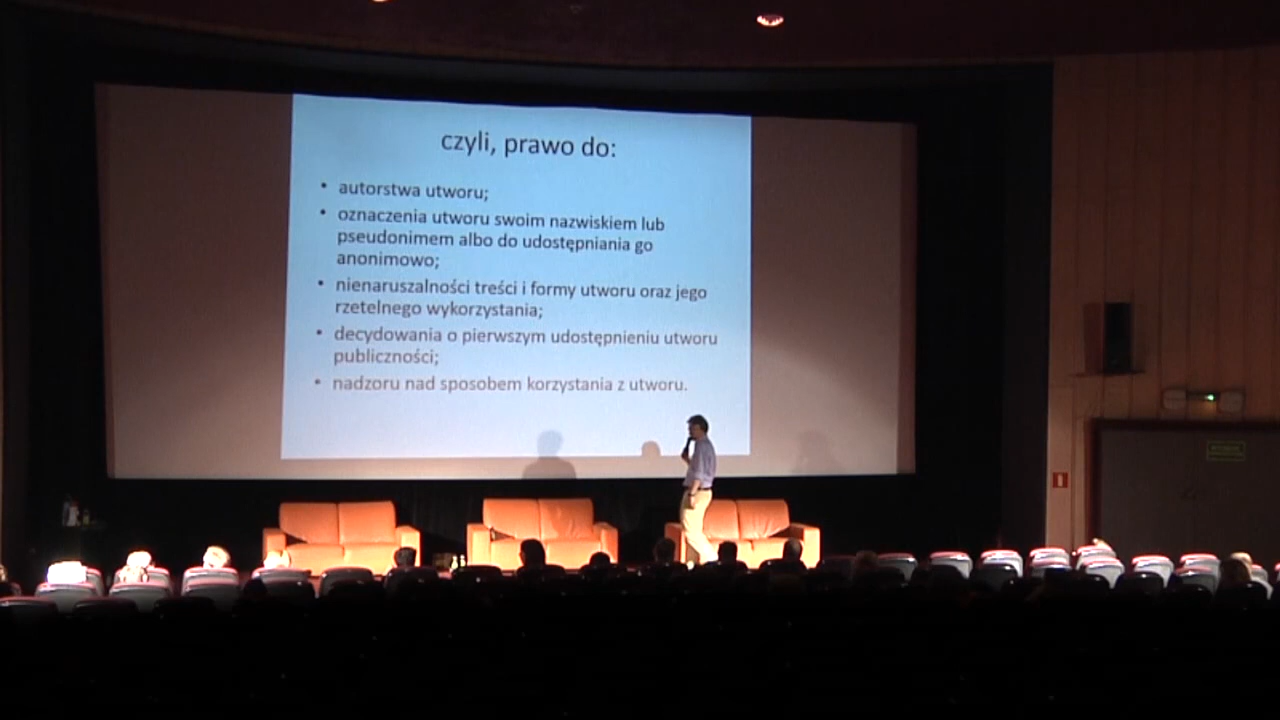 czyli, prawo do:
• autorstwa utworu;
• oznaczenia utworu swoim nazwiskiem lub
pseudonimem albo do udostępniania go
anonimowo;
• nienaruszalności treści i formy utworu oraz jego
rzetelnego wykorzystania;
• decydowania o pierwszym udostępnieniu utworu
publiczności;
• nadzoru nad sposobem korzystania z utworu.